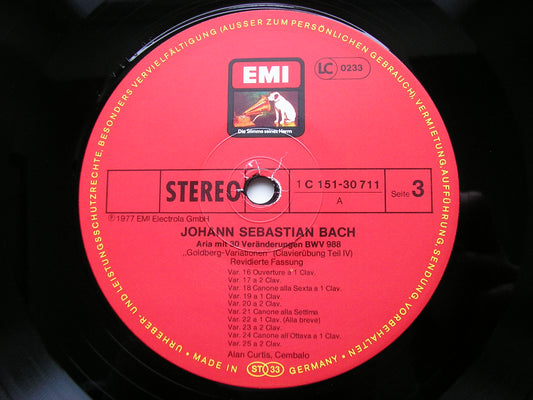 URHEBER- UND LEISTUNGSSCHUTZRECHTE, BESONDERS VERVIELFÄLTIGUNG (AUSSER ZUM PERSÖNLICHEN GEBRAUCH), VERMIETUNG, AUFFÜHRUNG, SENDUNG, VORBEHALTEN
EMI
LC 0233
Die Stimme seines Herrn
STEREO
1 C 151-30 711
A
Seite 3
℗ 1977 EMI Electrola GmbH
JOHANN SEBASTIAN BACH
Aria mit 30 Veränderungen BWV 988
„Goldberg-Variationen" (Clavierübung Teil IV)
Revidierte Fassung
Var. 16 Ouverture a 1 Clav.
Var. 17 a 2 Clav.
Var. 18 Canone alla Sexta a 1 Clav.
Var. 19 a 1 Clav.
Var. 20 a 2 Clav.
Var. 21 Canone alla Settima
Var. 22 a 1 Clav. (Alla breve)
Var. 23 a 2 Clav.
Var. 24 Canone all'Ottava a 1 Clav.
Var. 25 a 2 Clav.
Alan Curtis, Cembalo
• MADE IN STO 33 GERMANY •